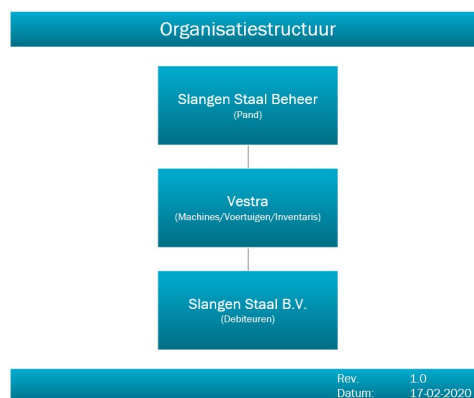 Organisatiestructuur
Slangen Staal Beheer
(Pand)
Vestra
(Machines/Voertuigen/Inventaris)
Slangen Staal B.V.
(Debiteuren)
Rev. 1.0
Datum: 17-02-2020